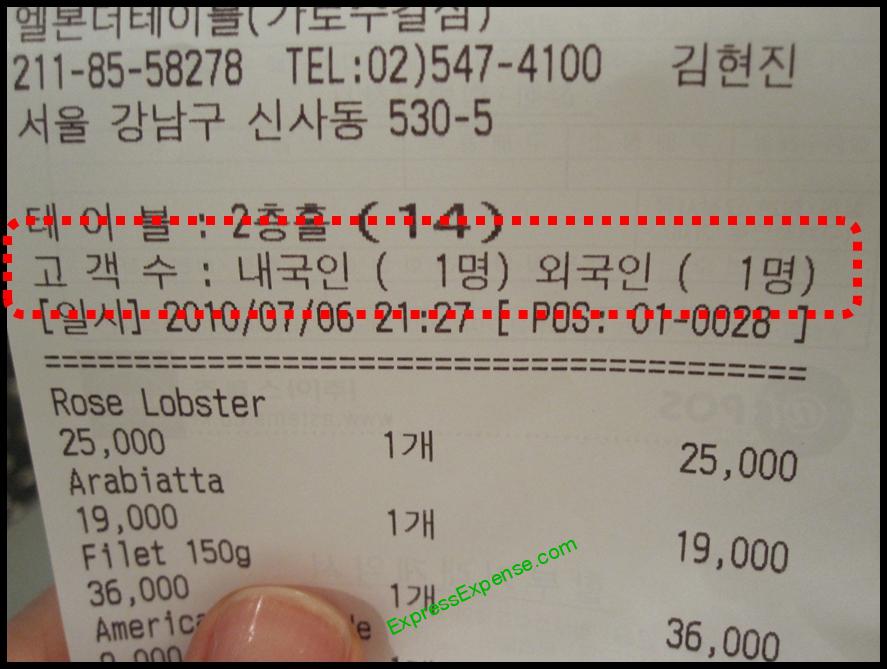 엘본더테이블(가로수길점)
211-85-58278 TEL:02)547-4100 김현진
서울 강남구 신사동 530-5
테 이 블 : 2층홀 (14)
고 객 수 : 내국인 ( 1명) 외국인 ( 1명)
[일시] 2010/07/06 21:27 [ POS: 01-0028 ]
======================================
Rose Lobster
25,000 1개 25,000
Arabiatta
19,000 1개 19,000
Filet 150g
36,000 1개 36,000
ExpressExpense.com